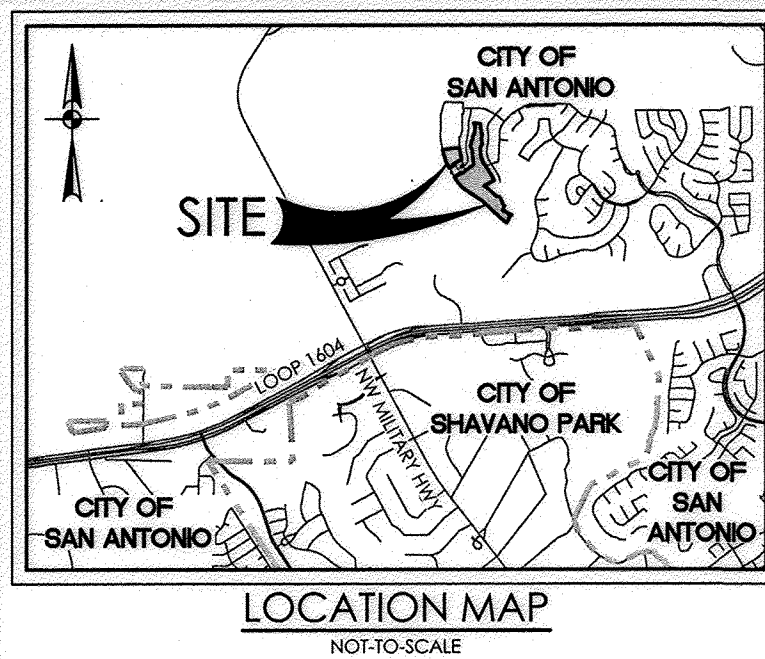 CITY OF
SAN ANTONIO
SITE
LOOP 1604
NW MILITARY HWY
CITY OF
SHAVANO PARK
CITY OF
SAN
ANTONIO
CITY OF
SAN ANTONIO
LOCATION MAP
NOT-TO-SCALE